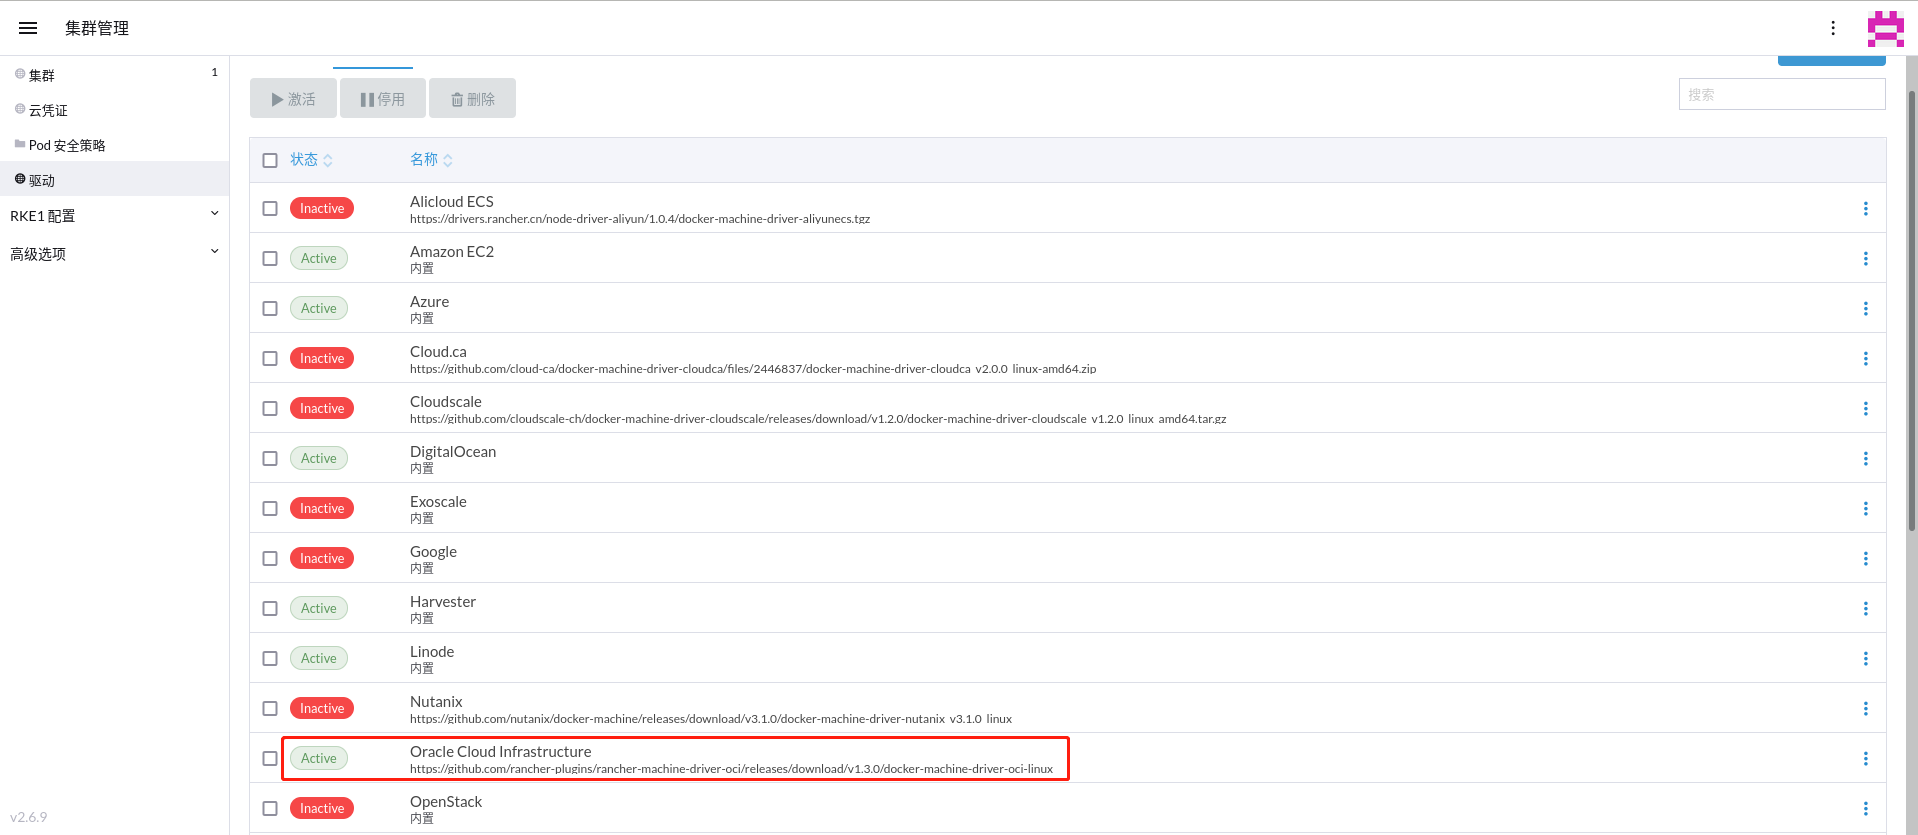 集群管理
集群 1
云凭证
Pod 安全策略
驱动
RKE1 配置
高级选项
v2.6.9
激活 停用 删除
搜索
状态 名称
Inactive Alicloud ECS
https://drivers.rancher.cn/node-driver-aliyun/1.0.4/docker-machine-driver-aliyunecs.tgz
Active Amazon EC2
内置
Active Azure
内置
Inactive Cloud.ca
https://github.com/cloud-ca/docker-machine-driver-cloudca/files/2446837/docker-machine-driver-cloudca_v2.0.0_linux-amd64.zip
Inactive Cloudscale
https://github.com/cloudscale-ch/docker-machine-driver-cloudscale/releases/download/v1.2.0/docker-machine-driver-cloudscale_v1.2.0_linux_amd64.tar.gz
Active DigitalOcean
内置
Inactive Exoscale
内置
Inactive Google
内置
Active Harvester
内置
Active Linode
内置
Inactive Nutanix
https://github.com/nutanix/docker-machine/releases/download/v3.1.0/docker-machine-driver-nutanix_v3.1.0_linux
Active Oracle Cloud Infrastructure
https://github.com/rancher-plugins/rancher-machine-driver-oci/releases/download/v1.3.0/docker-machine-driver-oci-linux
Inactive OpenStack
内置